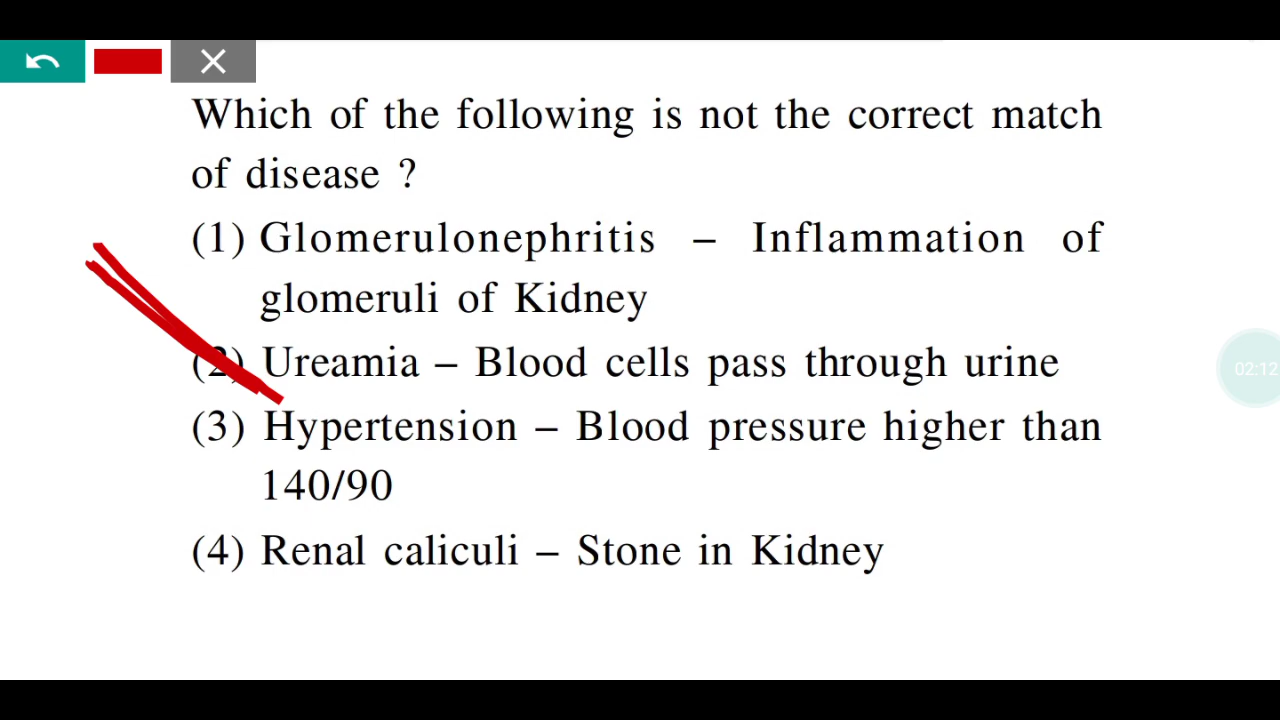 Which of the following is not the correct match
of disease ?
(1) Glomerulonephritis – Inflammation of
glomeruli of Kidney
(2) Ureamia – Blood cells pass through urine
(3) Hypertension – Blood pressure higher than
140/90
(4) Renal caliculi – Stone in Kidney
02:12